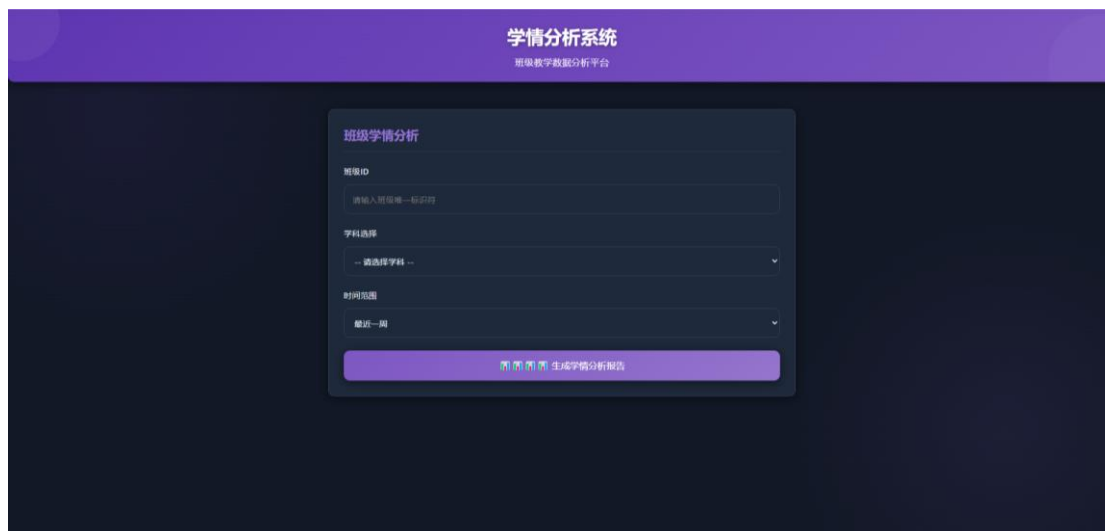 学情分析系统
班级教学数据分析平台
班级学情分析
班级ID
请输入班级唯一标识符
学科选择
-- 请选择学科 --
时间范围
最近一周
生成学情分析报告